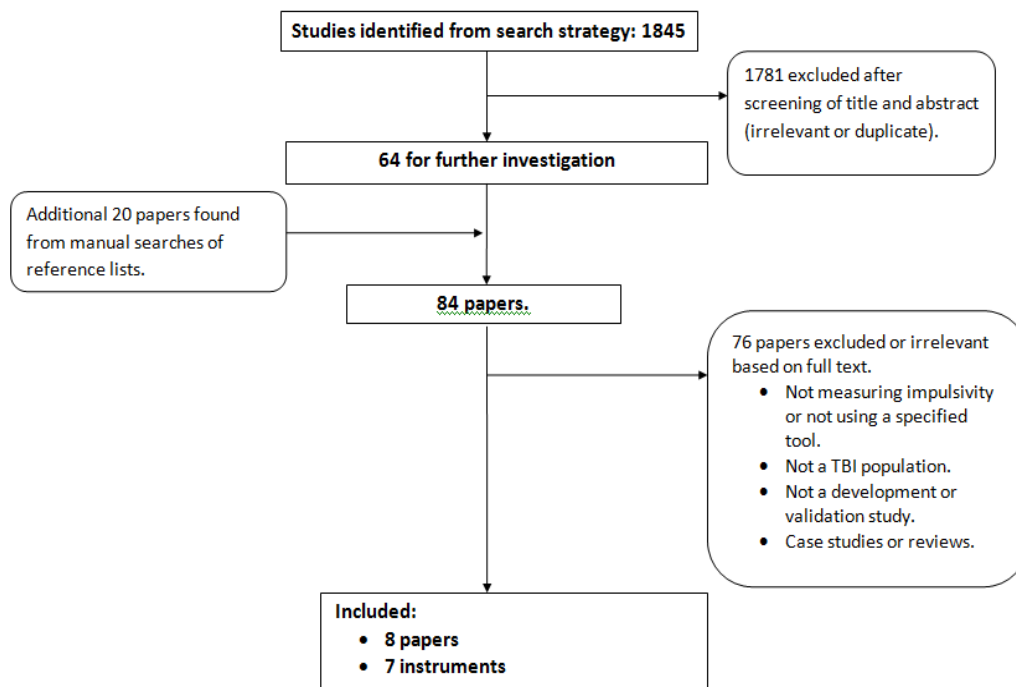 Studies identified from search strategy: 1845
1781 excluded after
screening of title and abstract
(irrelevant or duplicate).
64 for further investigation
Additional 20 papers found
from manual searches of
reference lists.
84 papers.
76 papers excluded or irrelevant
based on full text.
• Not measuring impulsivity
or not using a specified
tool.
• Not a TBI population.
• Not a development or
validation study.
• Case studies or reviews.
Included:
• 8 papers
• 7 instruments